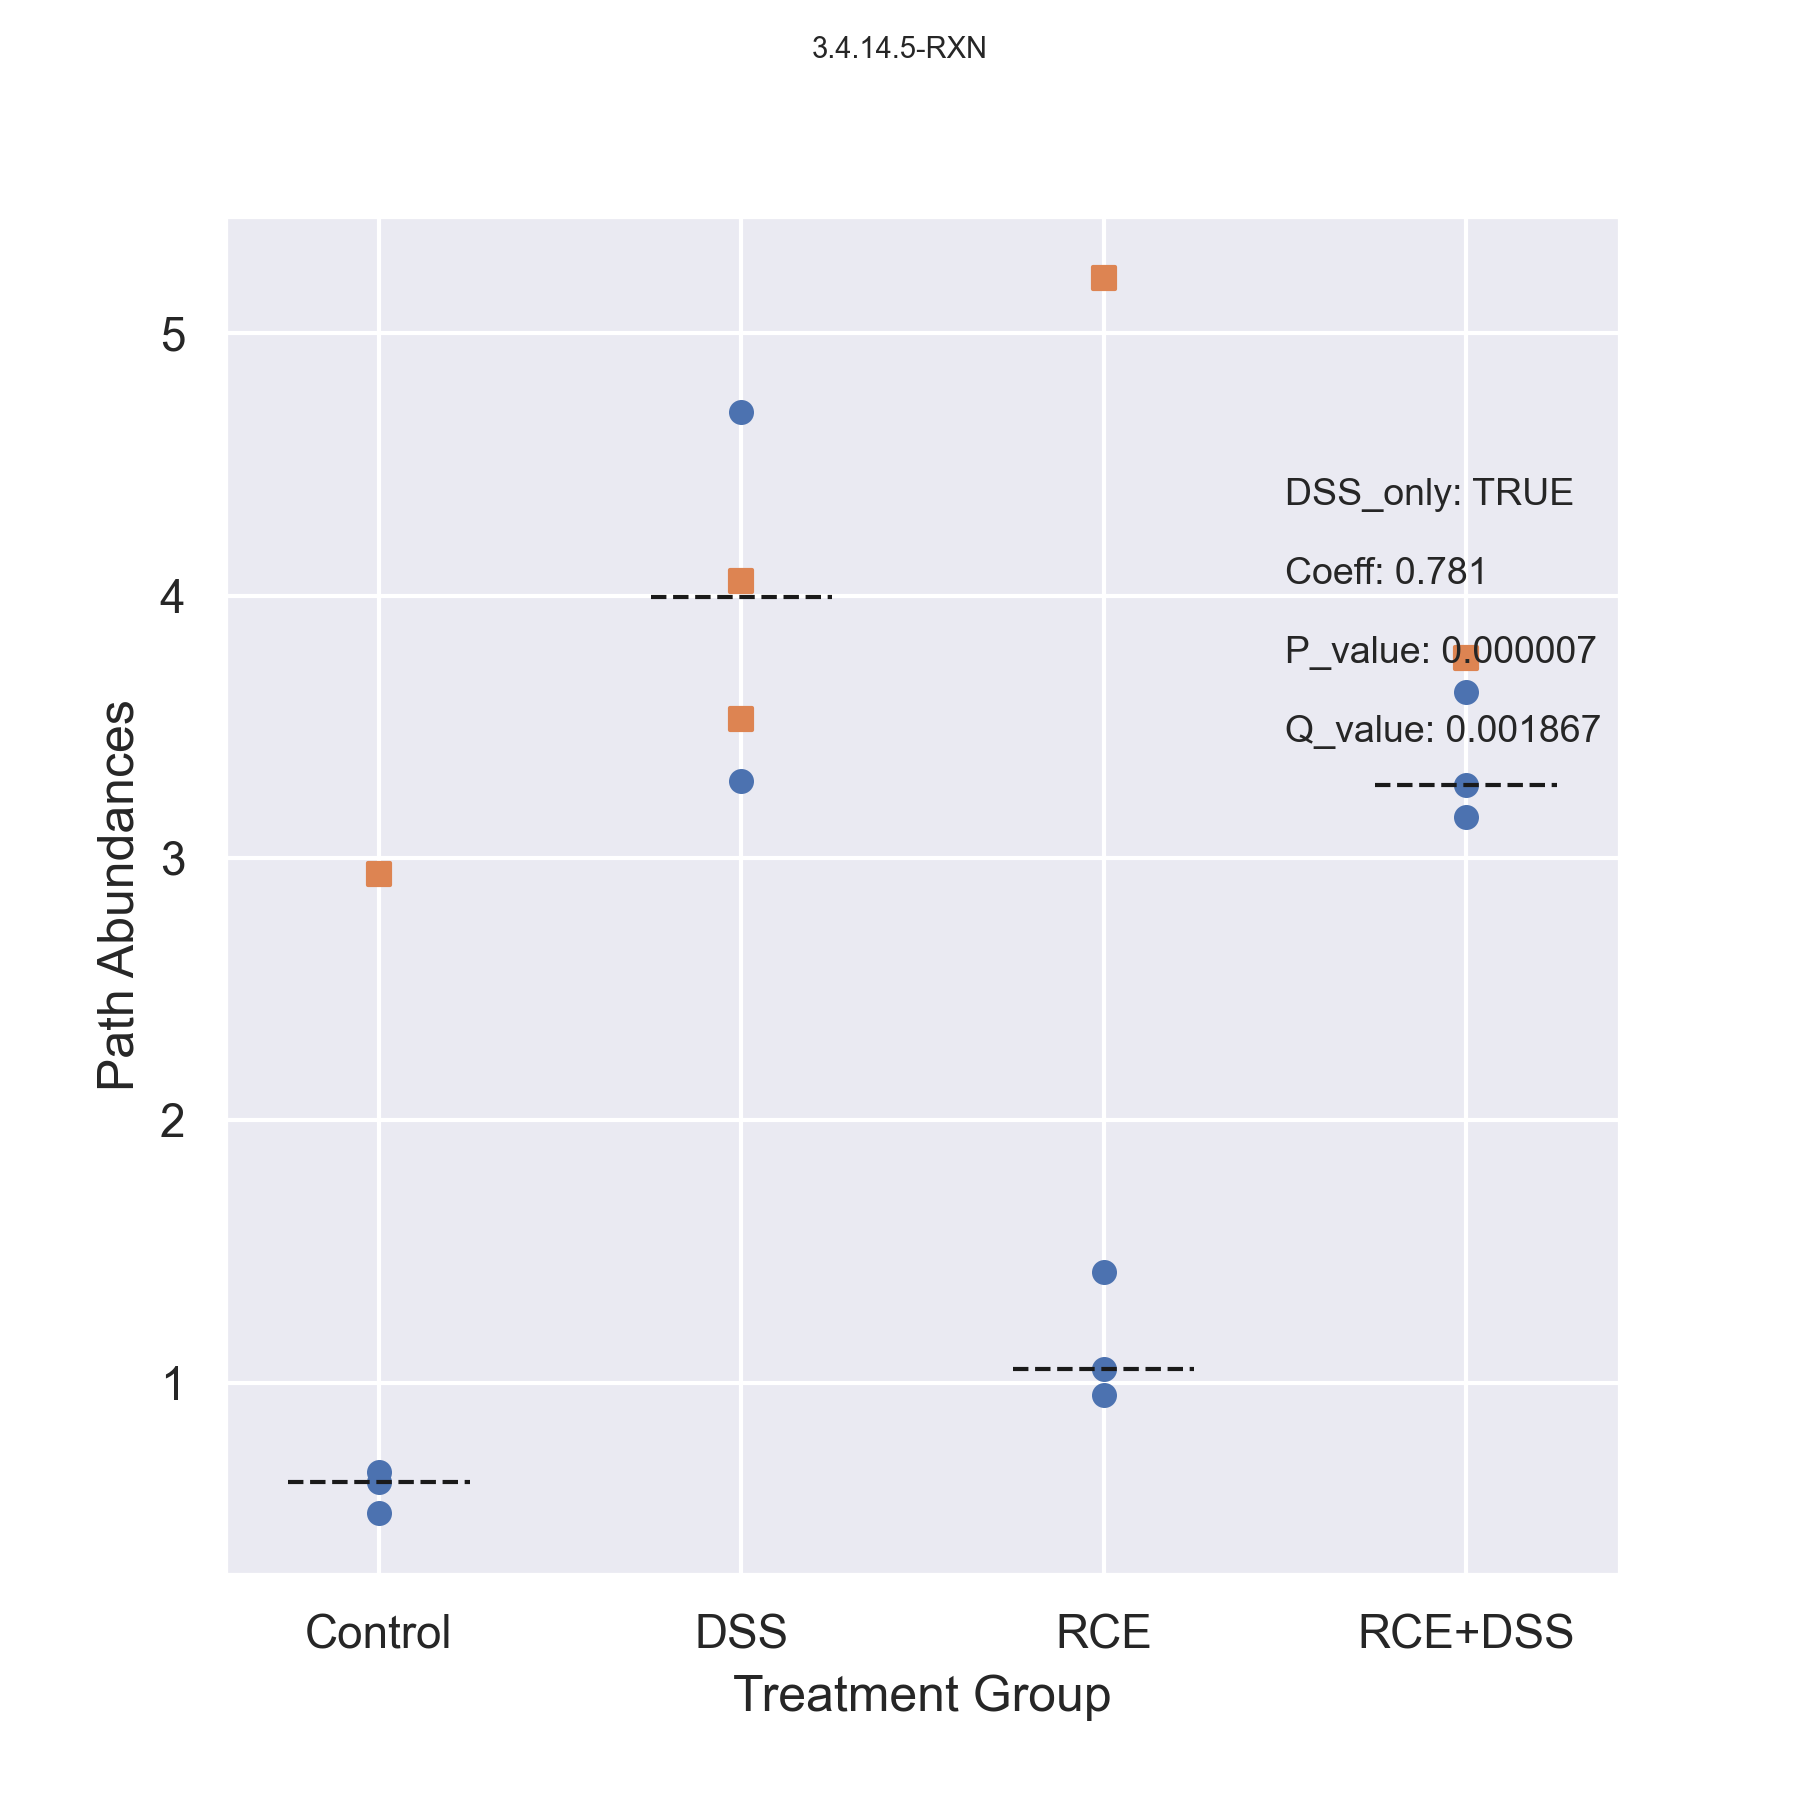 3.4.14.5-RXN
5
4
3
2
1
Path Abundances
DSS_only: TRUE
Coeff: 0.781
P_value: 0.000007
Q_value: 0.001867
Control DSS RCE RCE+DSS
Treatment Group